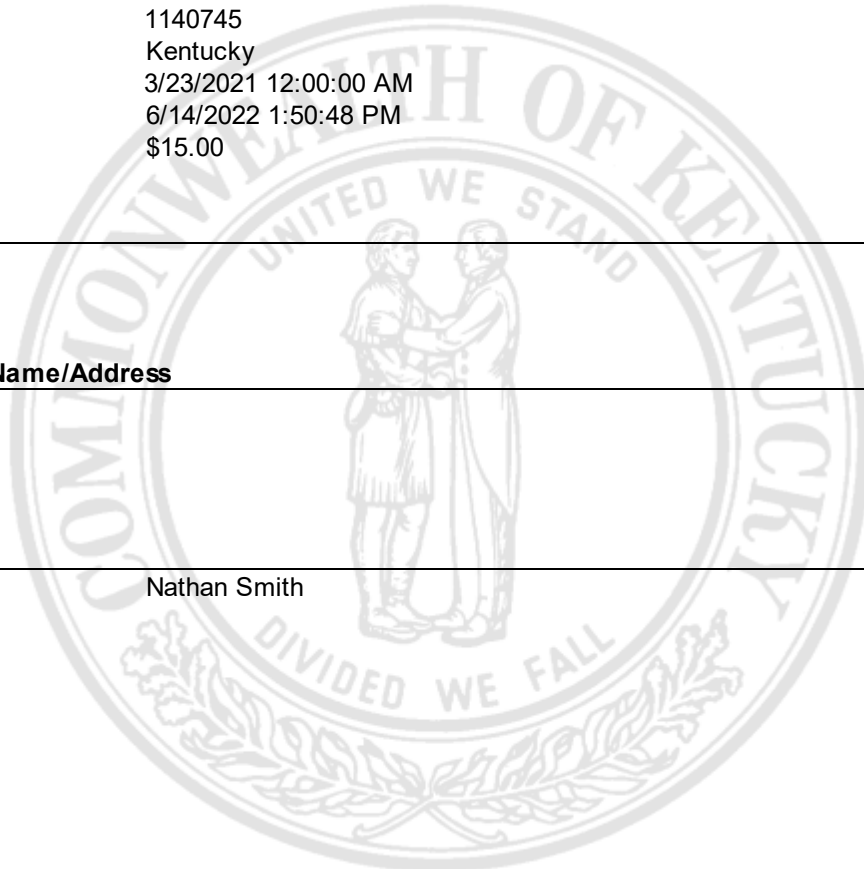 1140745
Kentucky
3/23/2021 12:00:00 AM
6/14/2022 1:50:48 PM
$15.00
COMMONWEALTH OF KENTUCKY
UNITED WE STAND
Name/Address
Nathan Smith
DIVIDED WE FALL